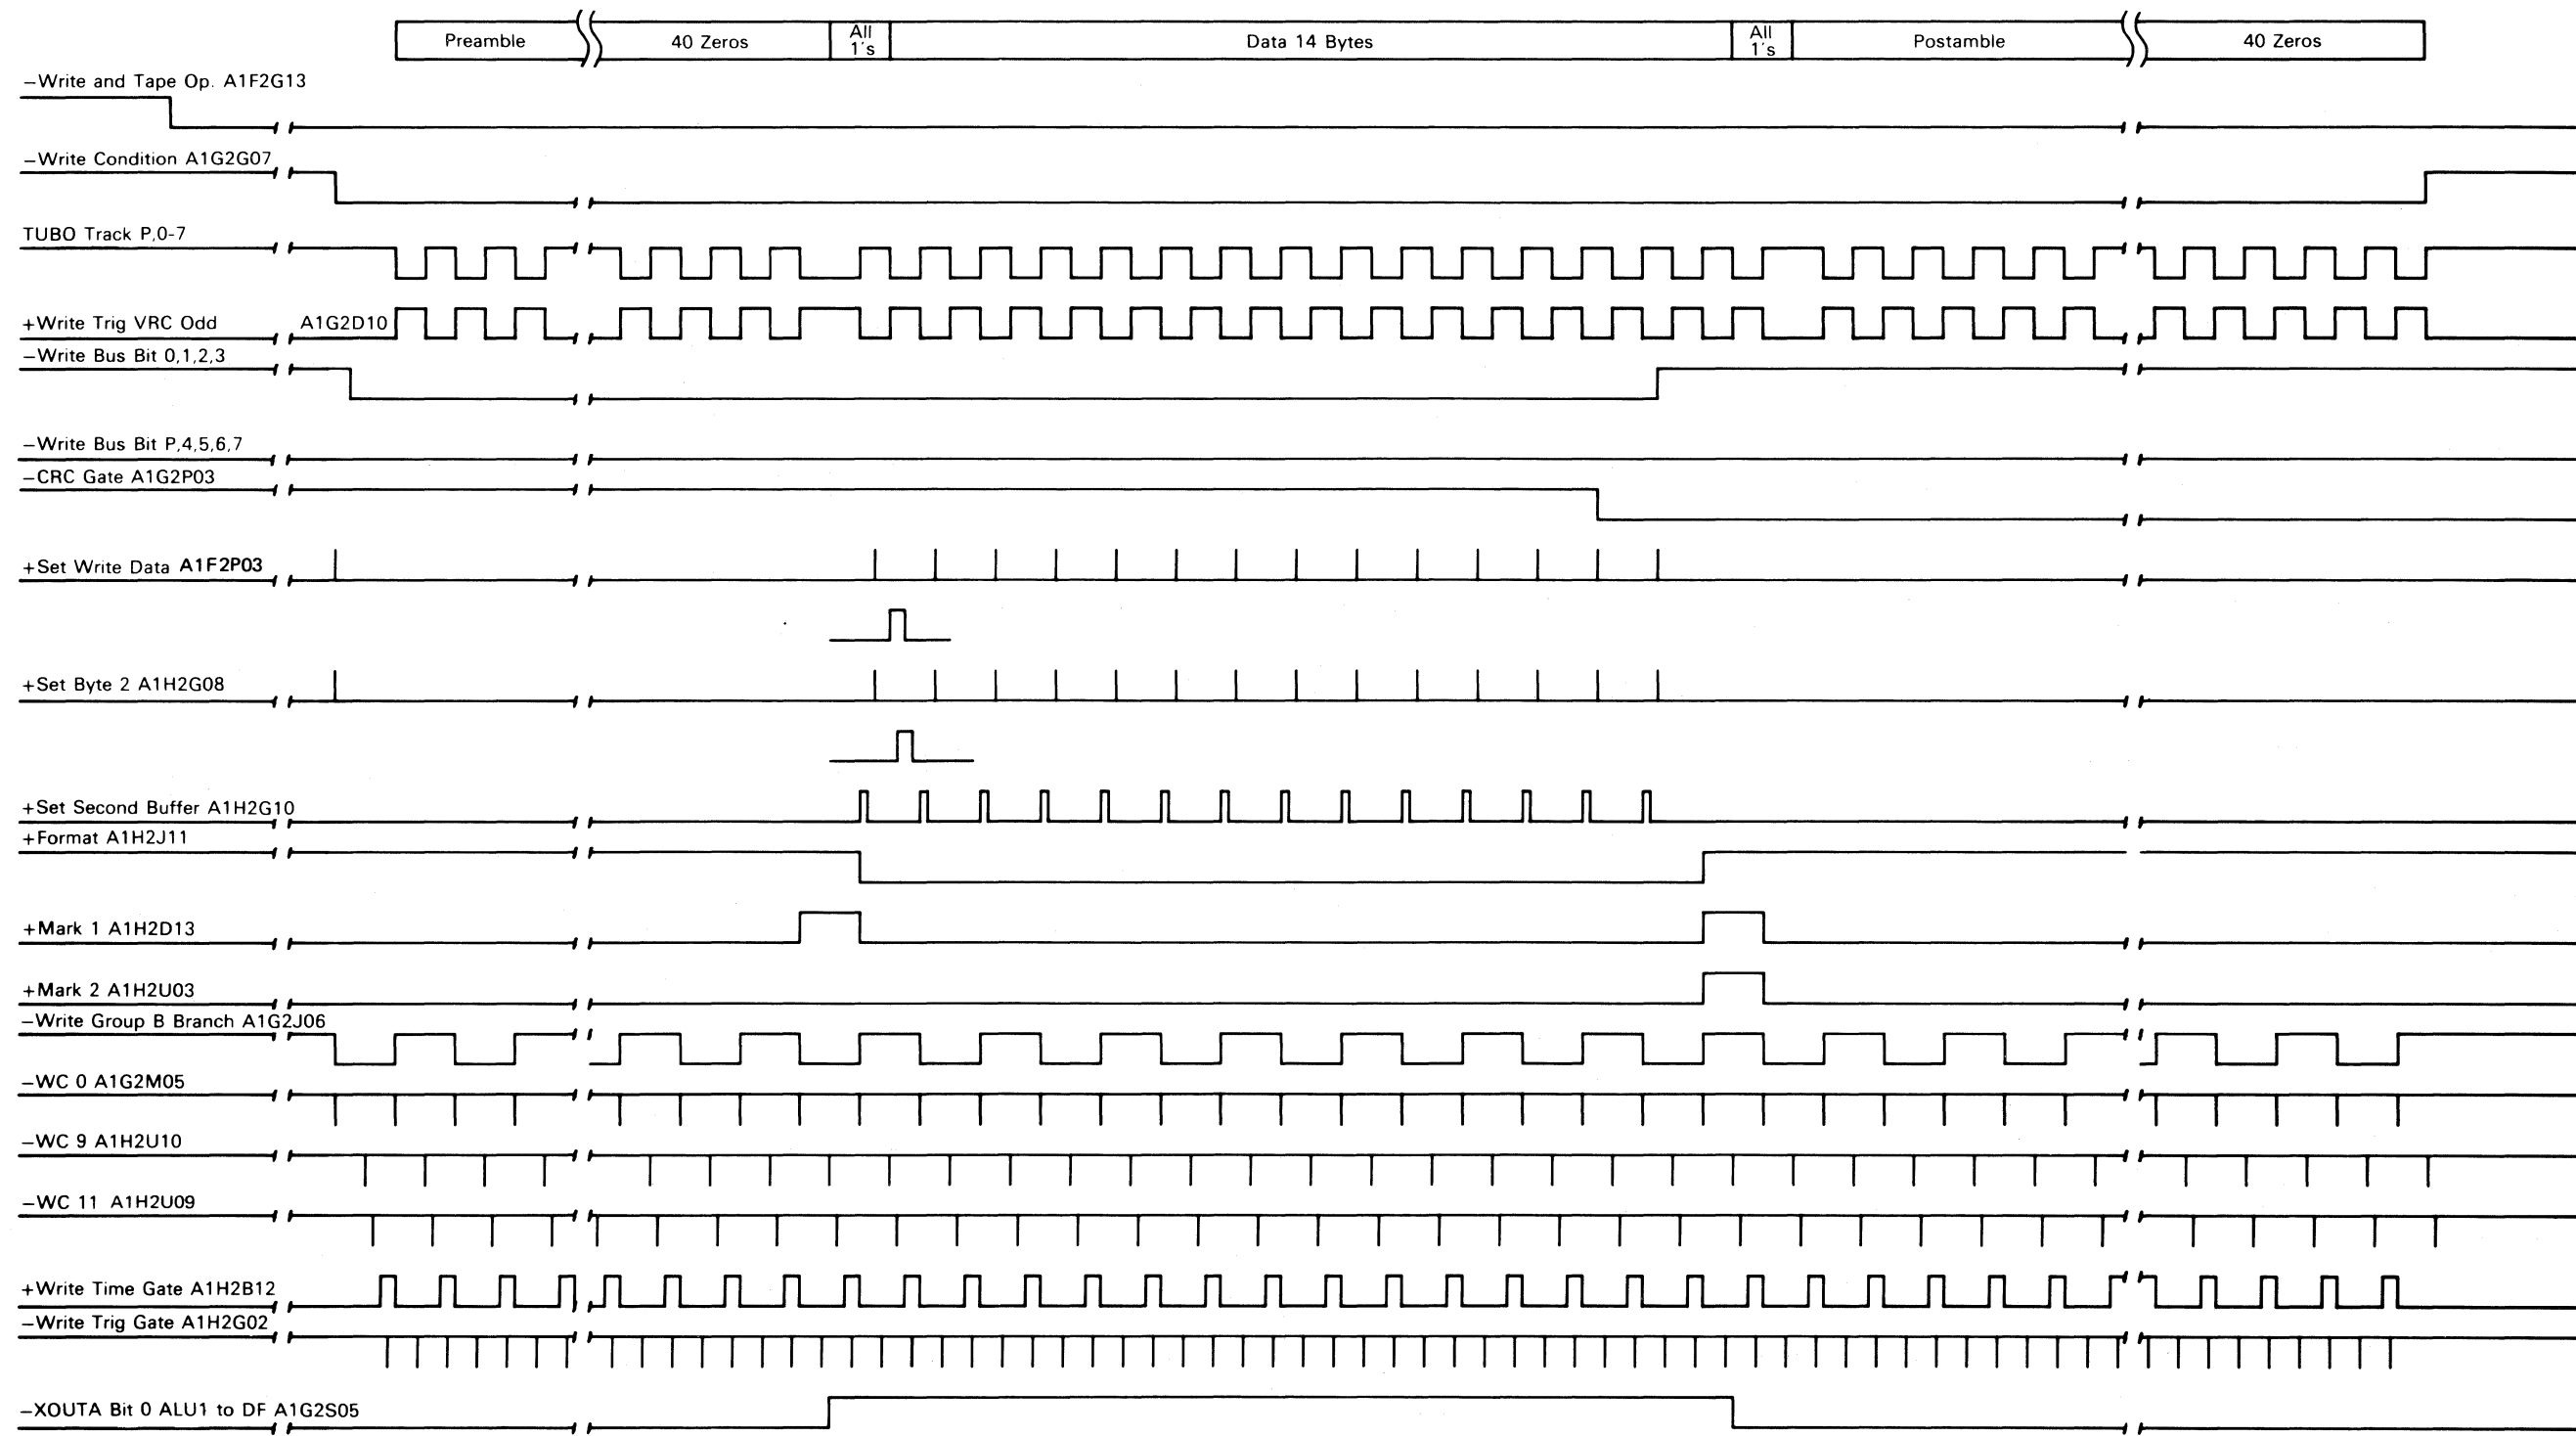 Preamble
40 Zeros
All
1's
Data 14 Bytes
All
1's
Postamble
40 Zeros
−Write and Tape Op. A1F2G13
−Write Condition A1G2G07
TUBO Track P,0-7
+Write Trig VRC Odd A1G2D10
−Write Bus Bit 0,1,2,3
−Write Bus Bit P,4,5,6,7
−CRC Gate A1G2P03
+Set Write Data A1F2P03
+Set Byte 2 A1H2G08
+Set Second Buffer A1H2G10
+Format A1H2J11
+Mark 1 A1H2D13
+Mark 2 A1H2U03
−Write Group B Branch A1G2J06
−WC 0 A1G2M05
−WC 9 A1H2U10
−WC 11 A1H2U09
+Write Time Gate A1H2B12
−Write Trig Gate A1H2G02
−XOUTA Bit 0 ALU1 to DF A1G2S05